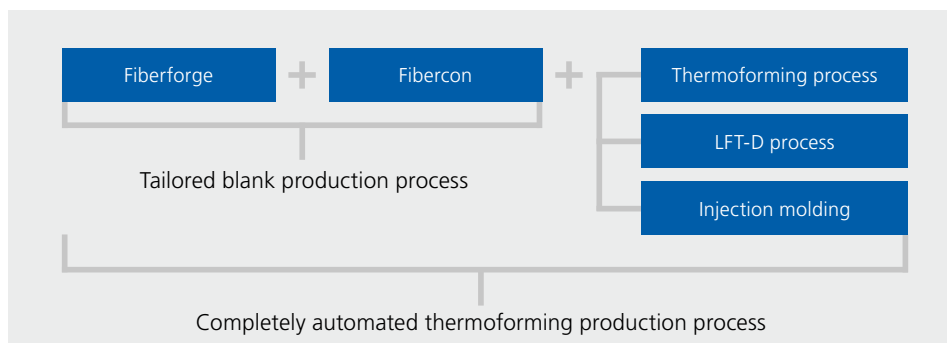 Fiberforge
+
Fibercon
+
Thermoforming process
LFT-D process
Injection molding
Tailored blank production process
Completely automated thermoforming production process